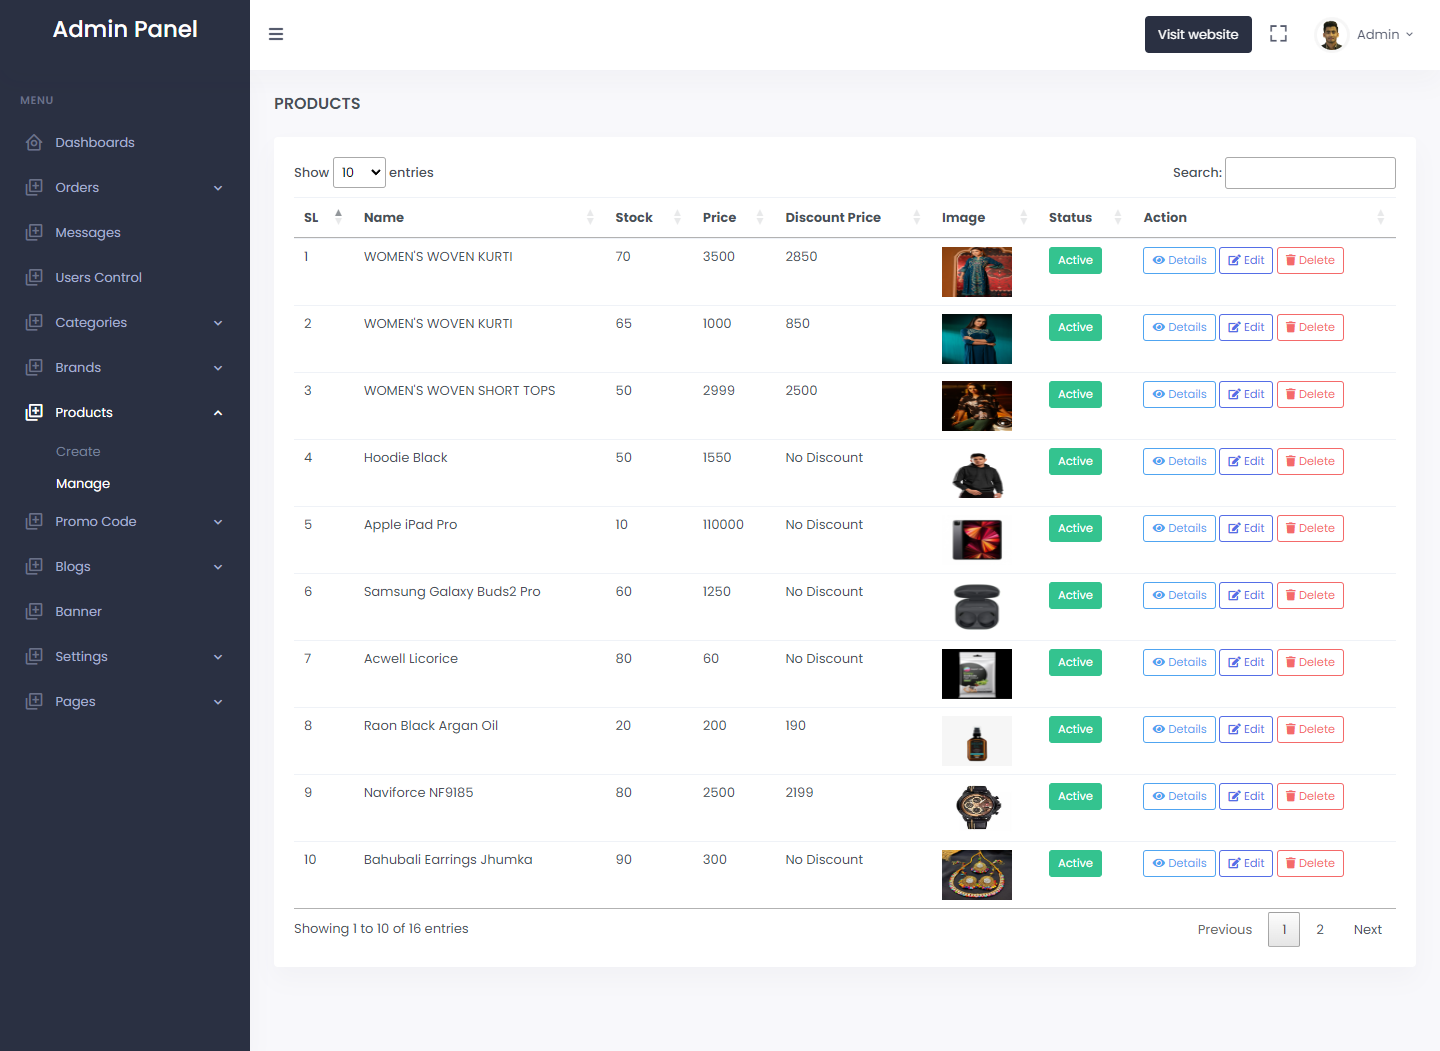 Admin Panel
Visit website
Admin
MENU
Dashboards
Orders
Messages
Users Control
Categories
Brands
Products
Create
Manage
Promo Code
Blogs
Banner
Settings
Pages
PRODUCTS
Show 10 entries
Search:
SL Name Stock Price Discount Price Image Status Action
1 WOMEN'S WOVEN KURTI 70 3500 2850 Active Details Edit Delete
2 WOMEN'S WOVEN KURTI 65 1000 850 Active Details Edit Delete
3 WOMEN'S WOVEN SHORT TOPS 50 2999 2500 Active Details Edit Delete
4 Hoodie Black 50 1550 No Discount Active Details Edit Delete
5 Apple iPad Pro 10 110000 No Discount Active Details Edit Delete
6 Samsung Galaxy Buds2 Pro 60 1250 No Discount Active Details Edit Delete
7 Acwell Licorice 80 60 No Discount Active Details Edit Delete
8 Raon Black Argan Oil 20 200 190 Active Details Edit Delete
9 Naviforce NF9185 80 2500 2199 Active Details Edit Delete
10 Bahubali Earrings Jhumka 90 300 No Discount Active Details Edit Delete
Showing 1 to 10 of 16 entries
Previous 1 2 Next